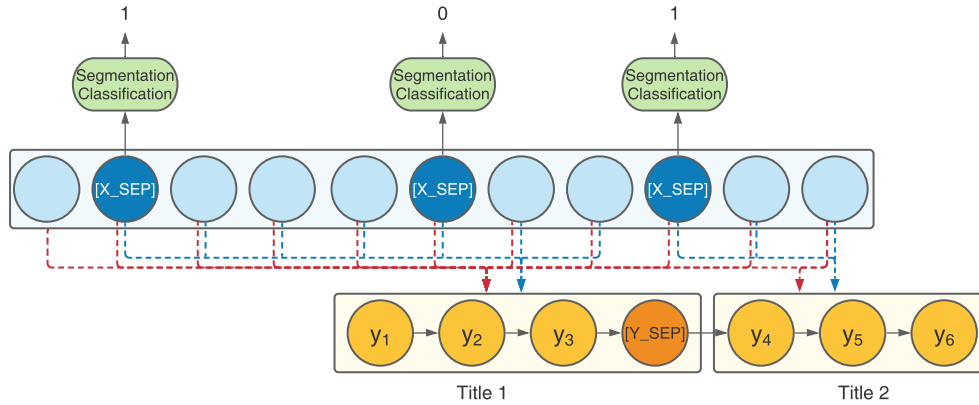 1 0 1
Segmentation Classification
Segmentation Classification
Segmentation Classification
[X_SEP] [X_SEP] [X_SEP]
y1 y2 y3 [Y_SEP] y4 y5 y6
Title 1 Title 2